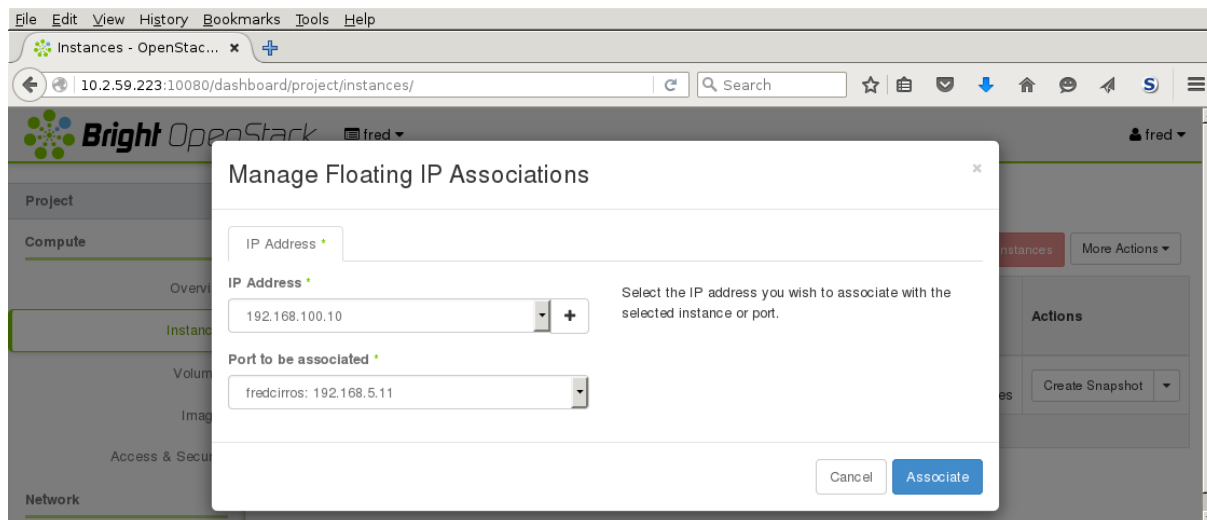 File Edit View History Bookmarks Tools Help
Instances - OpenStac...
10.2.59.223:10080/dashboard/project/instances/
Search
Bright OpenStack
fred
fred
Manage Floating IP Associations
Project
Compute
IP Address *
More Actions
IP Address *
Select the IP address you wish to associate with the
selected instance or port.
192.168.100.10
Actions
Port to be associated *
fredcirros: 192.168.5.11
Create Snapshot
Cancel
Associate
Network